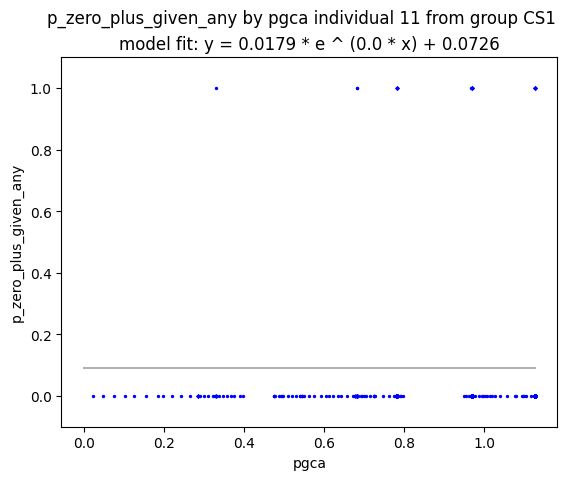 p_zero_plus_given_any by pgca individual 11 from group CS1
model fit: y = 0.0179 * e ^ (0.0 * x) + 0.0726
1.0
0.8
0.6
0.4
0.2
0.0
p_zero_plus_given_any
0.0 0.2 0.4 0.6 0.8 1.0
pgca